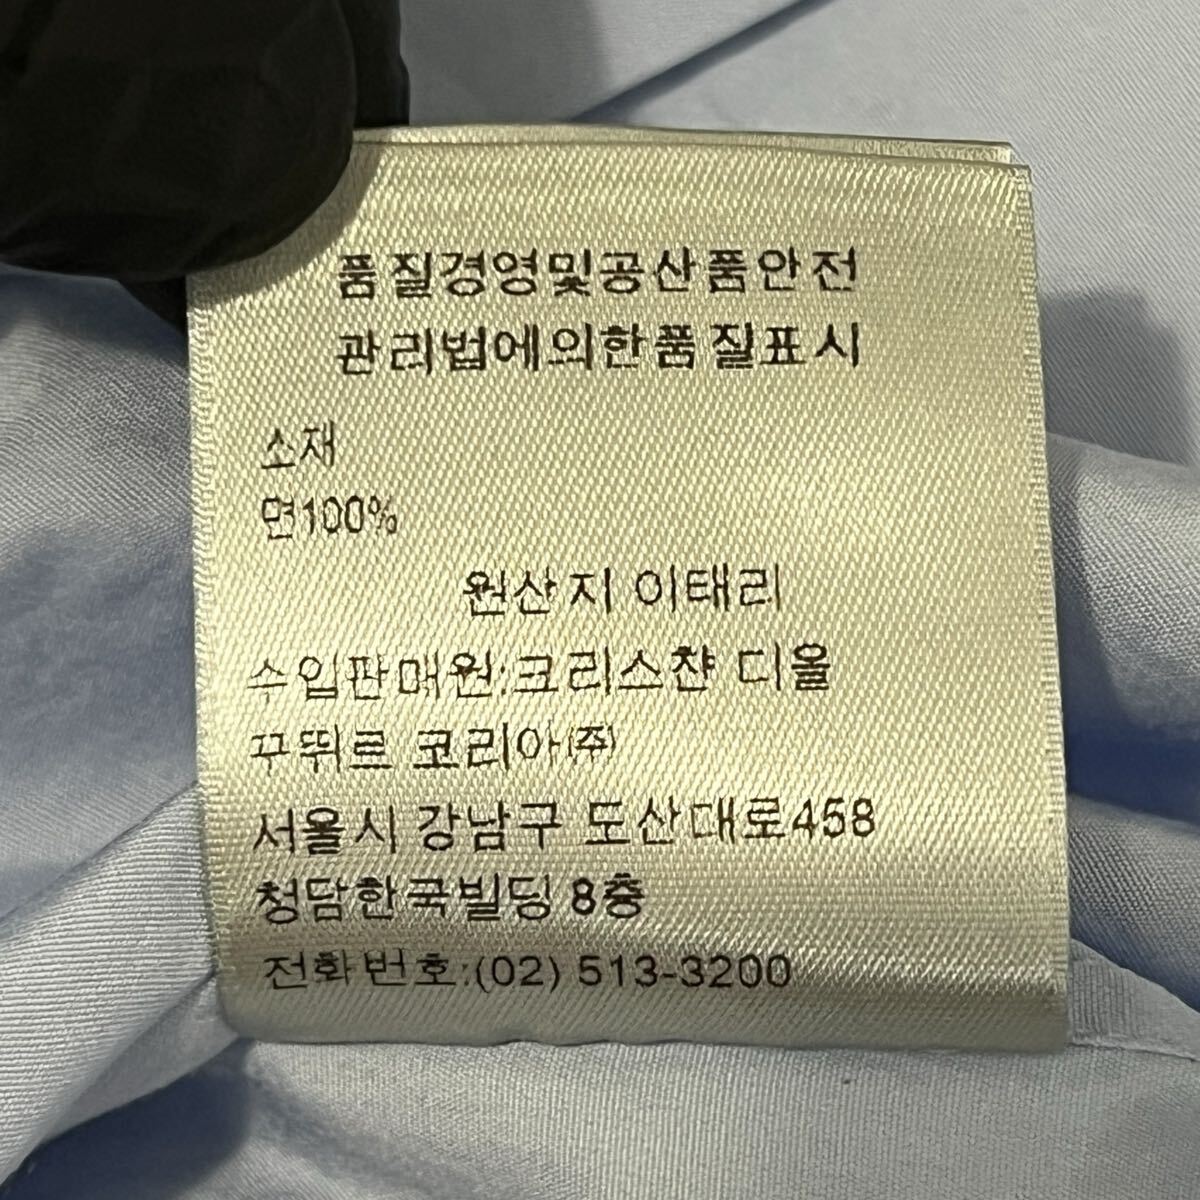 품질경영및공산품안전
관리법에의한품질표시
소재
면100%
원산지 이태리
수입판매원:크리스챤 디올
꾸뛰르 코리아(주)
서울시 강남구 도산대로458
청담한국빌딩 8층
전화번호:(02) 513-3200